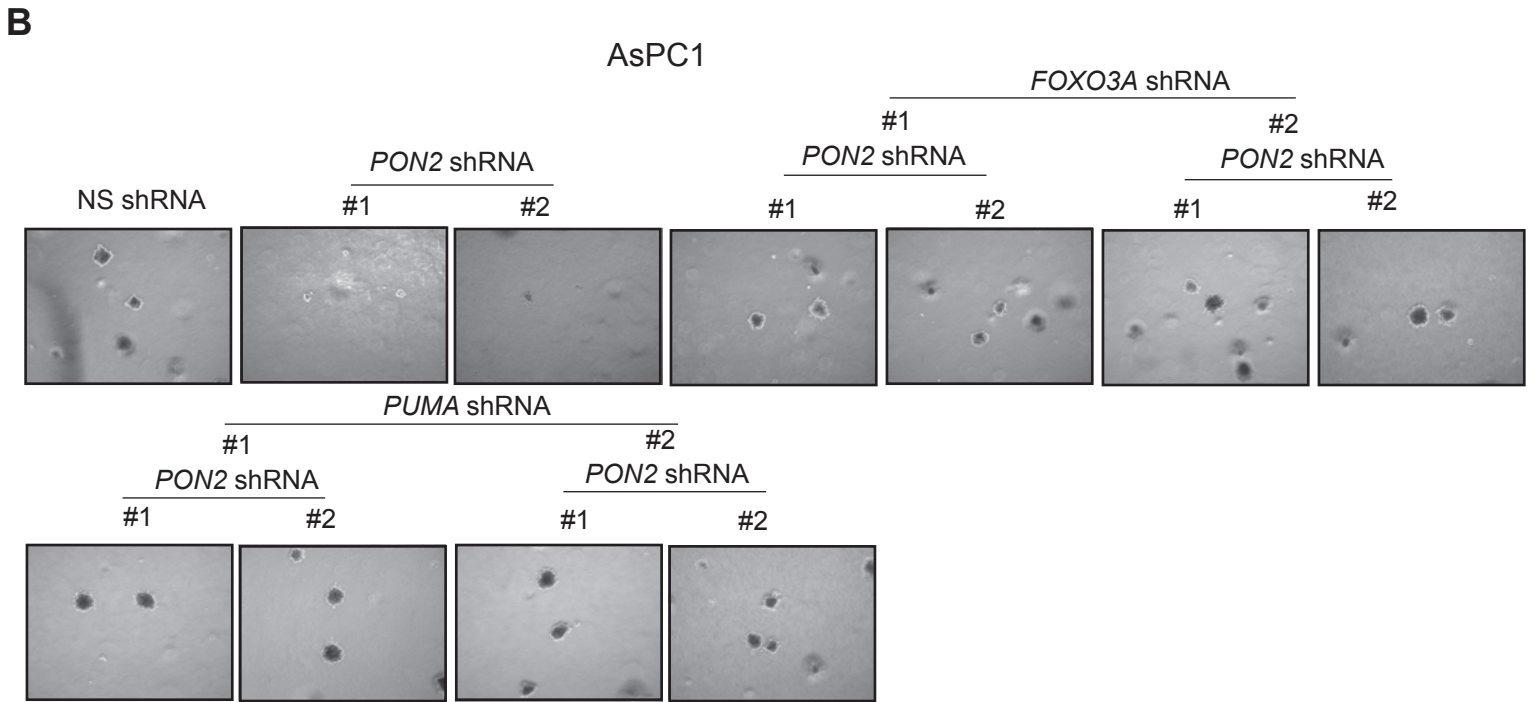 B
AsPC1
FOXO3A shRNA
#1 #2
PON2 shRNA PON2 shRNA PON2 shRNA
NS shRNA #1 #2 #1 #2 #1 #2
PUMA shRNA
#1 #2
PON2 shRNA PON2 shRNA
#1 #2 #1 #2